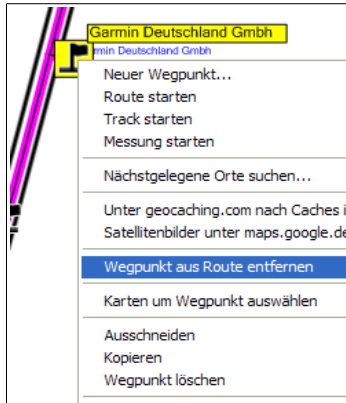 Garmin Deutschland Gmbh
rmin Deutschland Gmbh
Neuer Wegpunkt...
Route starten
Track starten
Messung starten
Nächstgelegene Orte suchen...
Unter geocaching.com nach Caches i
Satellitenbilder unter maps.google.de
Wegpunkt aus Route entfernen
Karten um Wegpunkt auswählen
Ausschneiden
Kopieren
Wegpunkt löschen